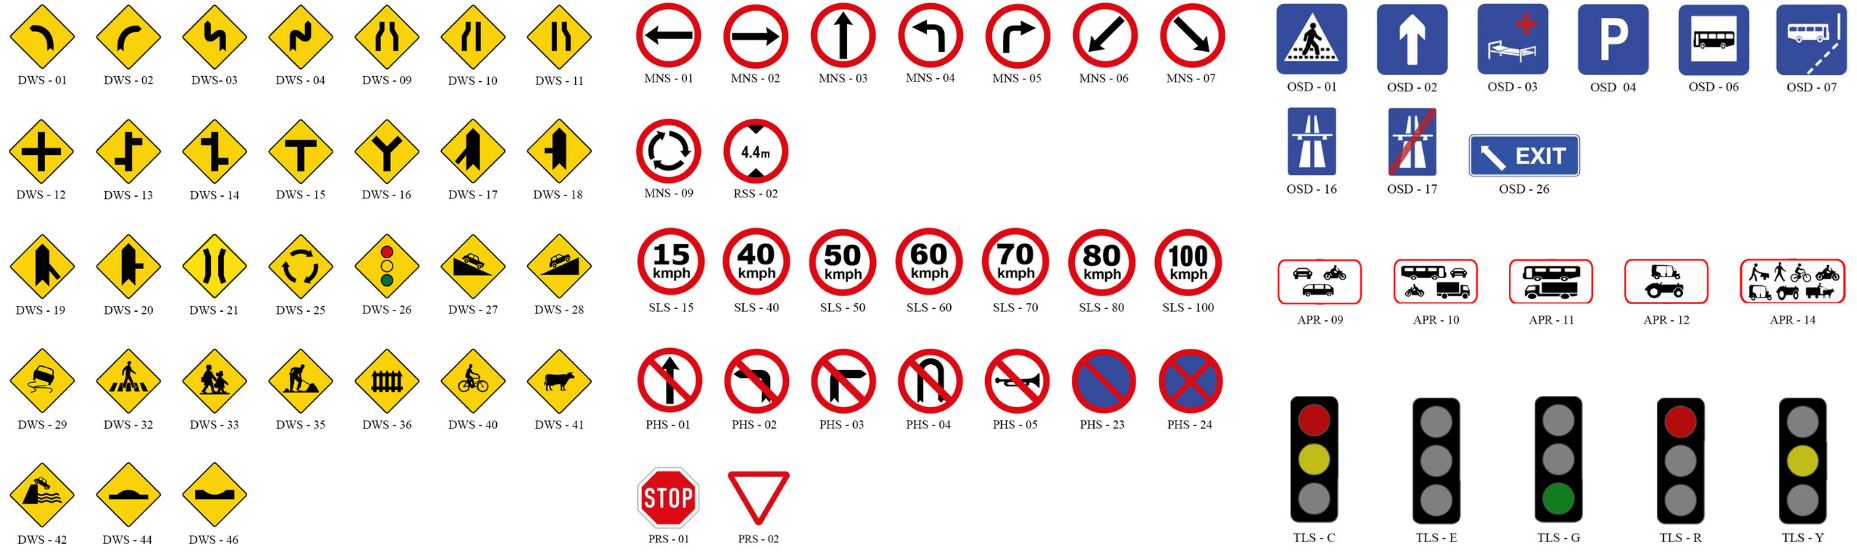 DWS - 01 DWS - 02 DWS- 03 DWS - 04 DWS - 09 DWS - 10 DWS - 11
DWS - 12 DWS - 13 DWS - 14 DWS - 15 DWS - 16 DWS - 17 DWS - 18
DWS - 19 DWS - 20 DWS - 21 DWS - 25 DWS - 26 DWS - 27 DWS - 28
DWS - 29 DWS - 32 DWS - 33 DWS - 35 DWS - 36 DWS - 40 DWS - 41
DWS - 42 DWS - 44 DWS - 46
MNS - 01 MNS - 02 MNS - 03 MNS - 04 MNS - 05 MNS - 06 MNS - 07
4.4m
MNS - 09 RSS - 02
15 40 50 60 70 80 100
kmph kmph kmph kmph kmph kmph kmph
SLS - 15 SLS - 40 SLS - 50 SLS - 60 SLS - 70 SLS - 80 SLS - 100
PHS - 01 PHS - 02 PHS - 03 PHS - 04 PHS - 05 PHS - 23 PHS - 24
STOP
PRS - 01 PRS - 02
P
OSD - 01 OSD - 02 OSD - 03 OSD 04 OSD - 06 OSD - 07
EXIT
OSD - 16 OSD - 17 OSD - 26
APR - 09 APR - 10 APR - 11 APR - 12 APR - 14
TLS - C TLS - E TLS - G TLS - R TLS - Y